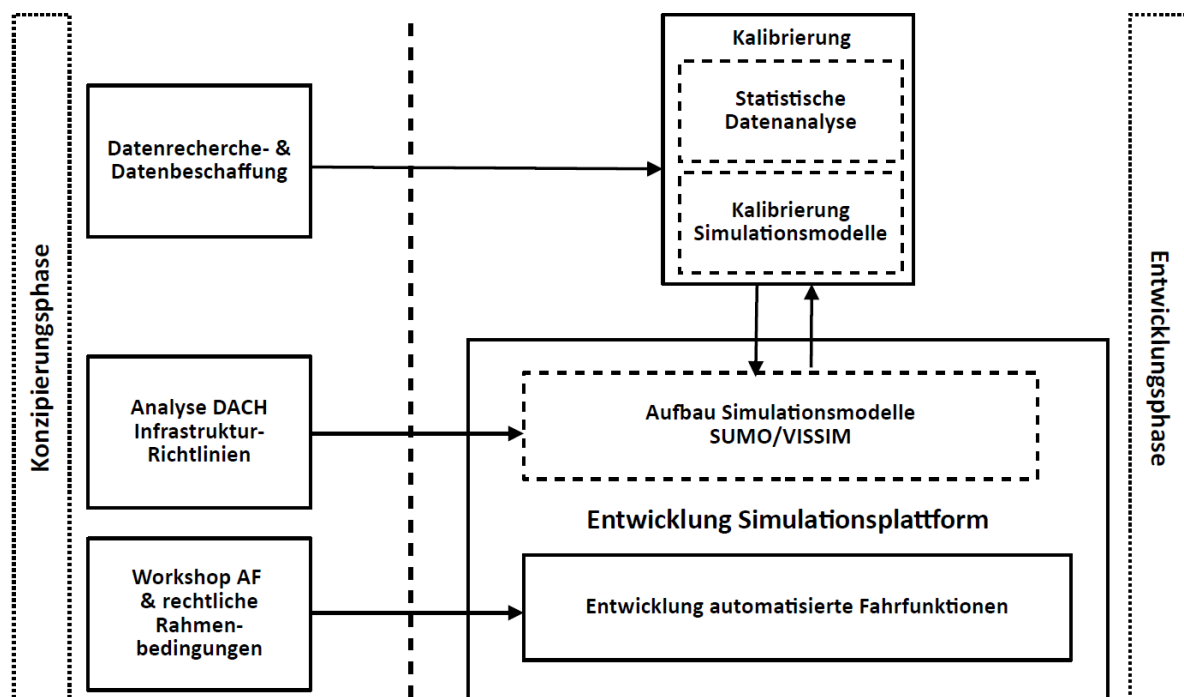 Konzipierungsphase
Datenrecherche- &
Datenbeschaffung
Analyse DACH
Infrastruktur-
Richtlinien
Workshop AF
& rechtliche
Rahmen-
bedingungen
Kalibrierung
Statistische
Datenanalyse
Kalibrierung
Simulationsmodelle
Aufbau Simulationsmodelle
SUMO/VISSIM
Entwicklung Simulationsplattform
Entwicklung automatisierte Fahrfunktionen
Entwicklungsphase